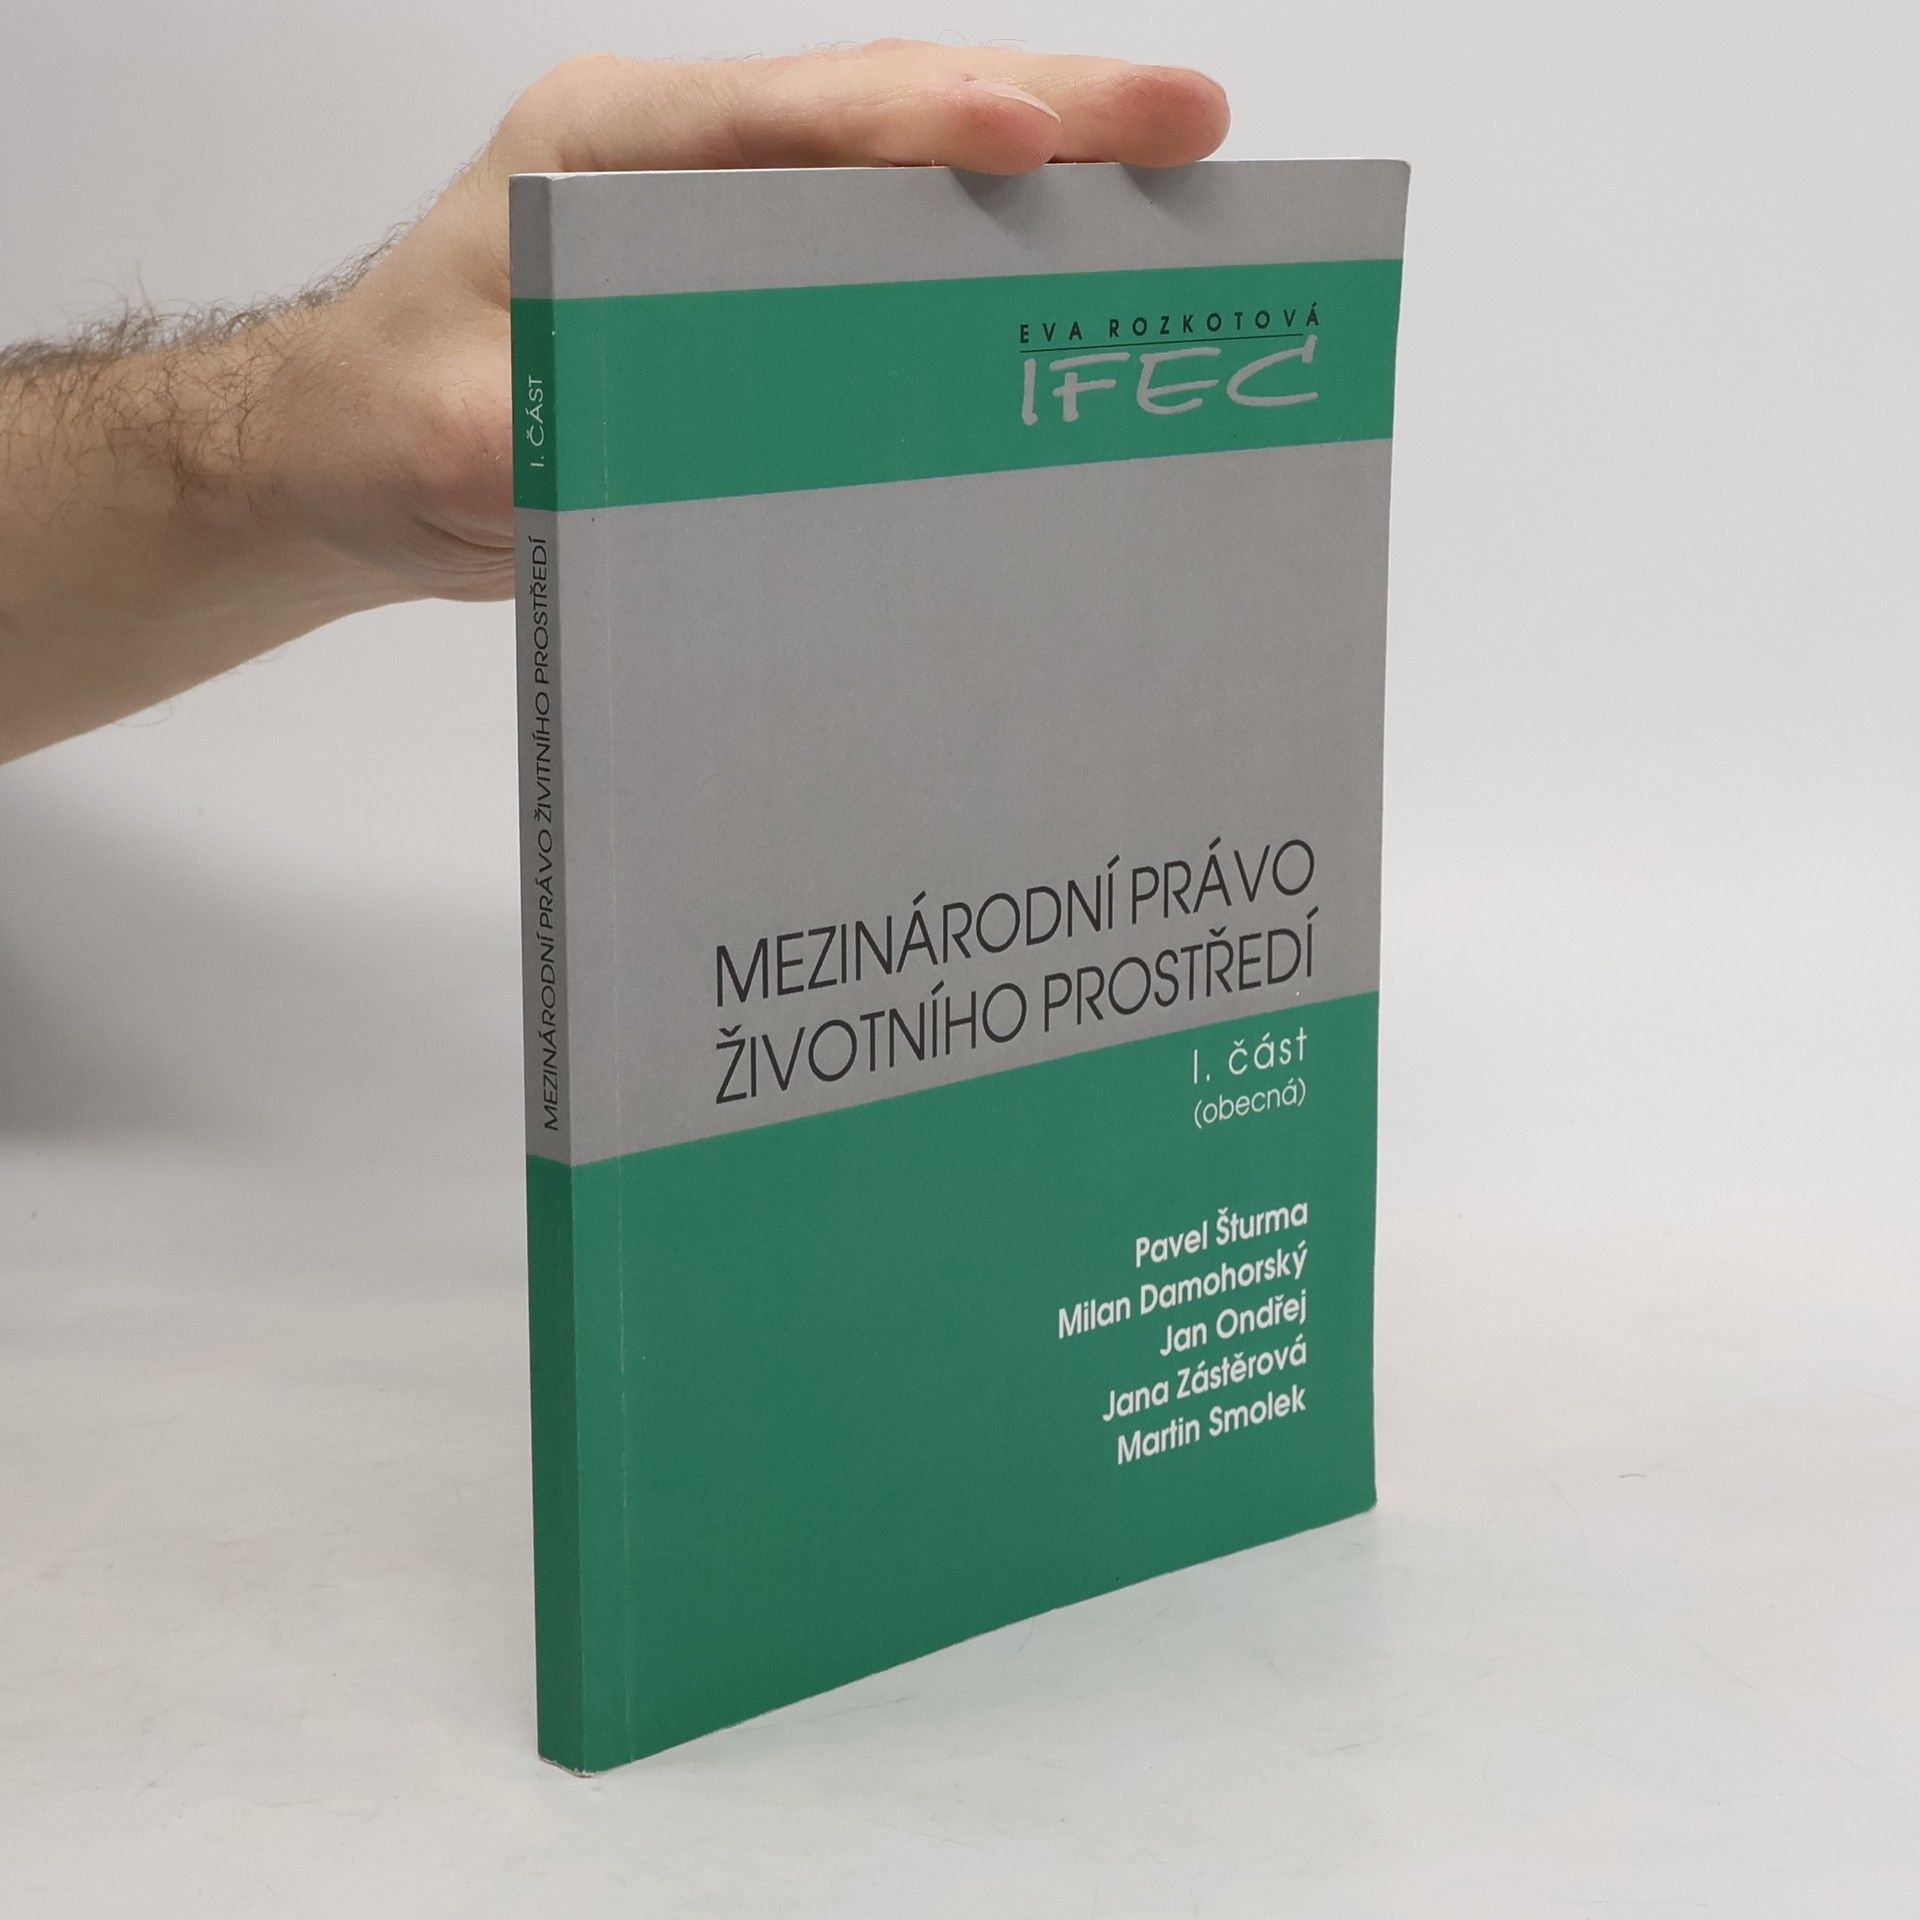 EVA ROZKOTOVÁ
IFEC
MEZINÁRODNÍ PRÁVO
ŽIVOTNÍHO PROSTŘEDÍ
I. část
(obecná)
Pavel Šturma
Milan Damohorský
Jan Ondřej
Jana Zástěrová
Martin Smolek
MEZINÁRODNÍ PRÁVO ŽIVITNÍHO PROSTŘEDÍ I. ČÁST